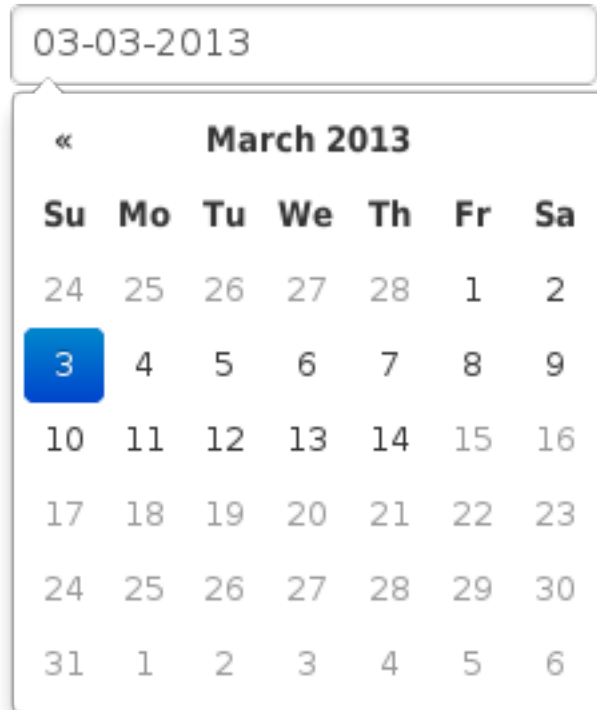 03-03-2013
« March 2013
Su Mo Tu We Th Fr Sa
24 25 26 27 28 1 2
3 4 5 6 7 8 9
10 11 12 13 14 15 16
17 18 19 20 21 22 23
24 25 26 27 28 29 30
31 1 2 3 4 5 6